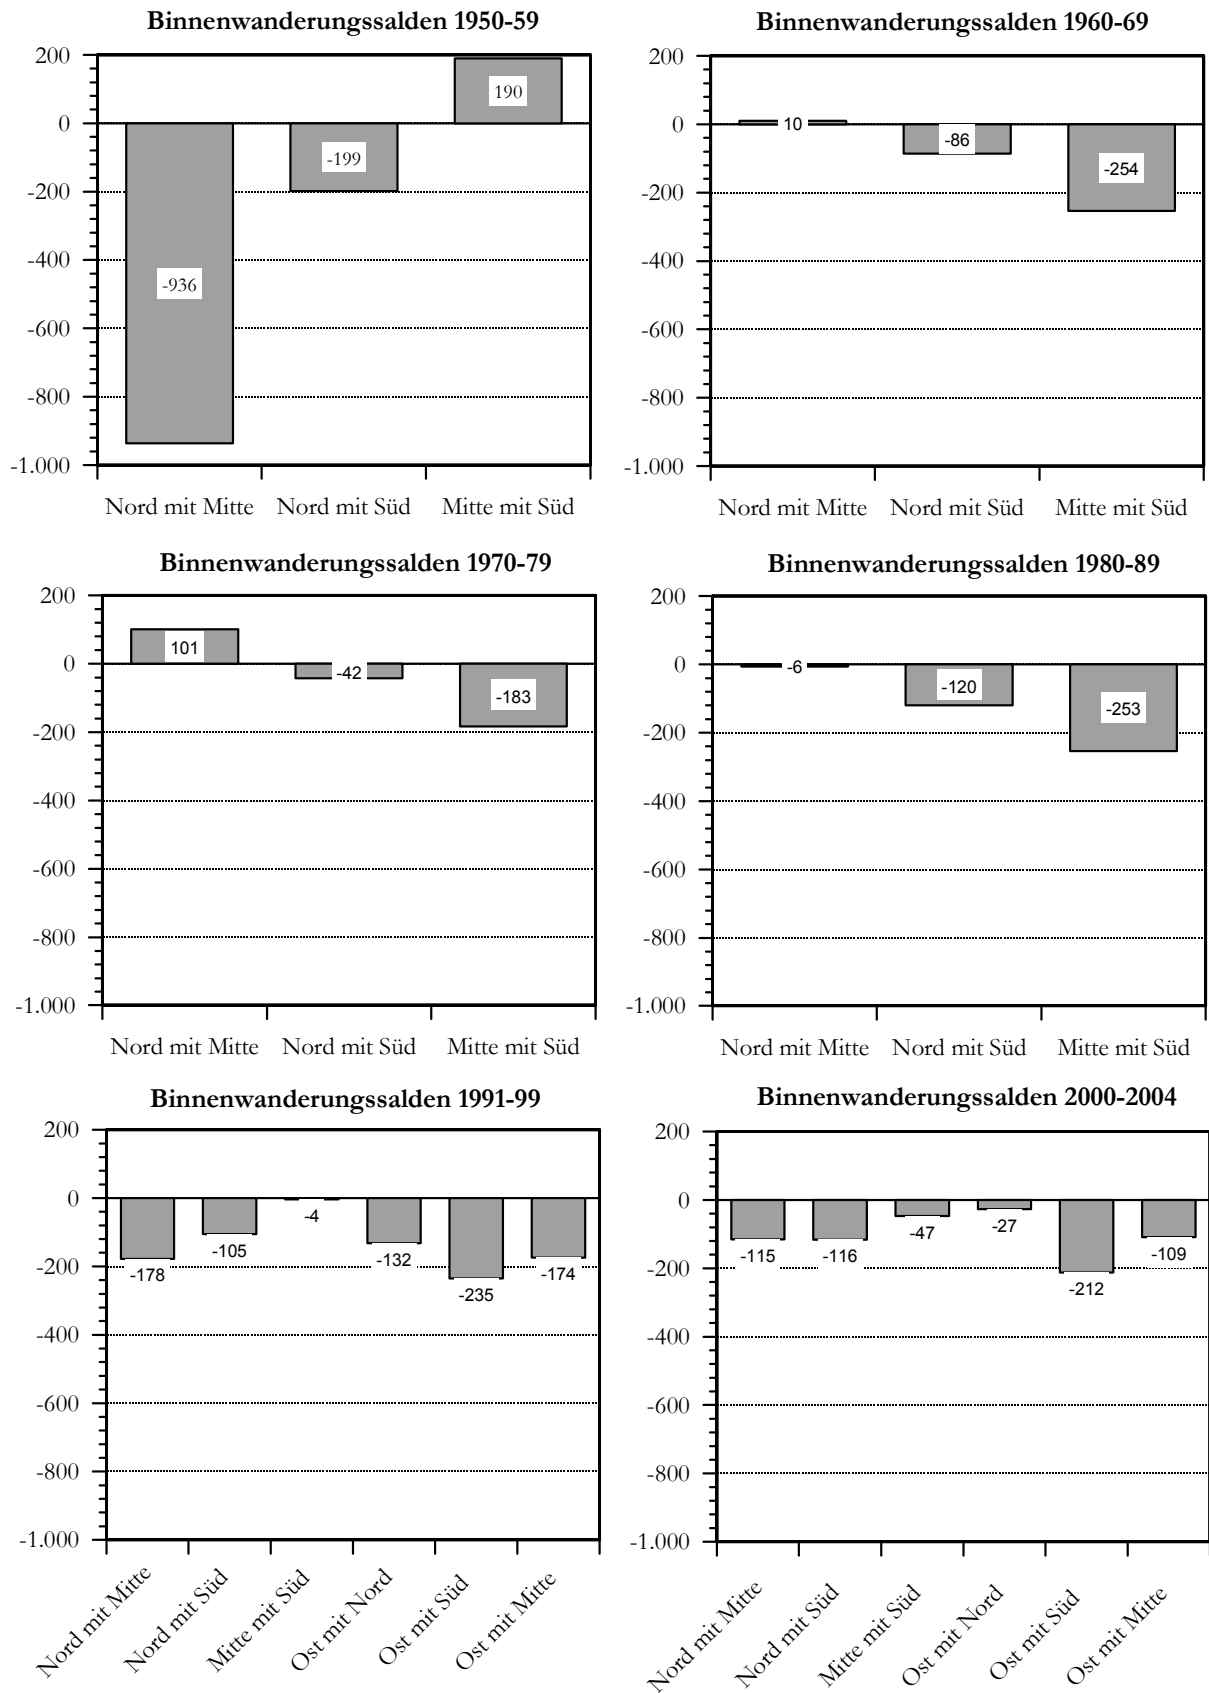 Binnenwanderungssalden 1950-59
200
0
-200
-400
-600
-800
-1.000
-936
-199
190
Nord mit Mitte
Nord mit Süd
Mitte mit Süd
Binnenwanderungssalden 1960-69
200
0
-200
-400
-600
-800
-1.000
10
-86
-254
Nord mit Mitte
Nord mit Süd
Mitte mit Süd
Binnenwanderungssalden 1970-79
200
0
-200
-400
-600
-800
-1.000
101
-42
-183
Nord mit Mitte
Nord mit Süd
Mitte mit Süd
Binnenwanderungssalden 1980-89
200
0
-200
-400
-600
-800
-1.000
-6
-120
-253
Nord mit Mitte
Nord mit Süd
Mitte mit Süd
Binnenwanderungssalden 1991-99
200
0
-200
-400
-600
-800
-1.000
-178
-105
-4
-132
-235
-174
Nord mit Mitte
Nord mit Süd
Mitte mit Süd
Ost mit Nord
Ost mit Süd
Ost mit Mitte
Binnenwanderungssalden 2000-2004
200
0
-200
-400
-600
-800
-1.000
-115
-116
-47
-27
-212
-109
Nord mit Mitte
Nord mit Süd
Mitte mit Süd
Ost mit Nord
Ost mit Süd
Ost mit Mitte